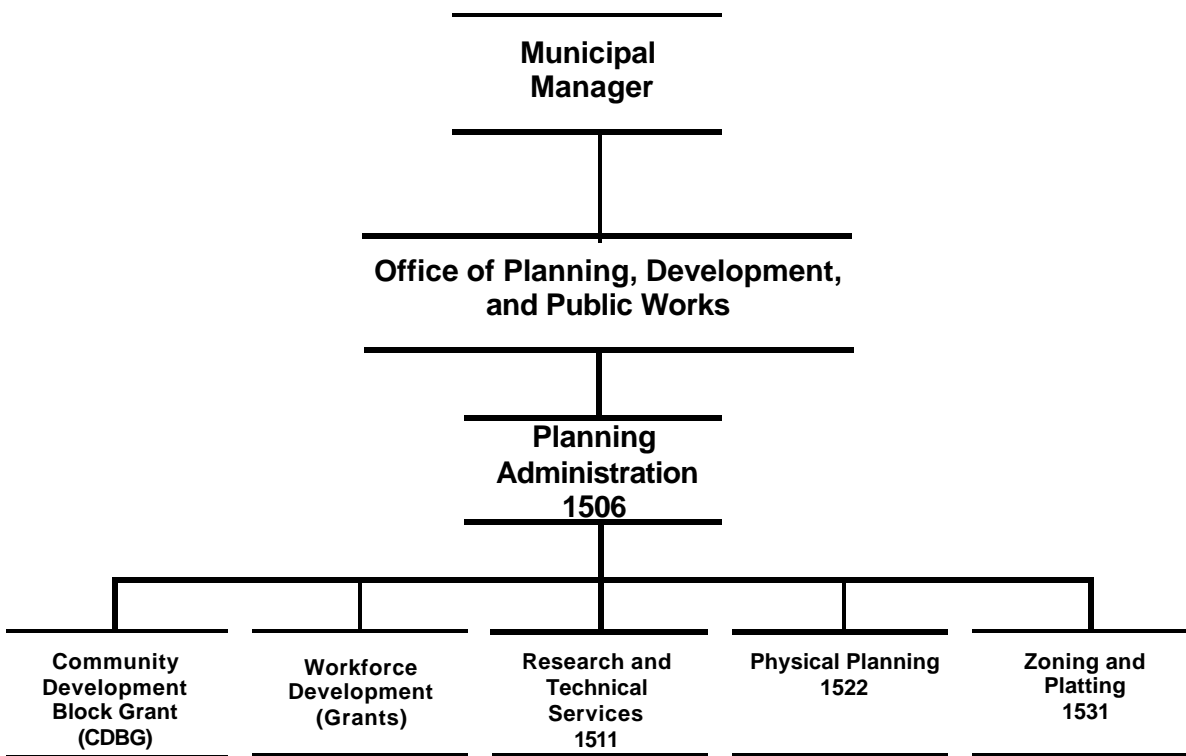 Municipal
Manager
Office of Planning, Development,
and Public Works
Planning
Administration
1506
Community
Development
Block Grant
(CDBG)
Workforce
Development
(Grants)
Research and
Technical
Services
1511
Physical Planning
1522
Zoning and
Platting
1531